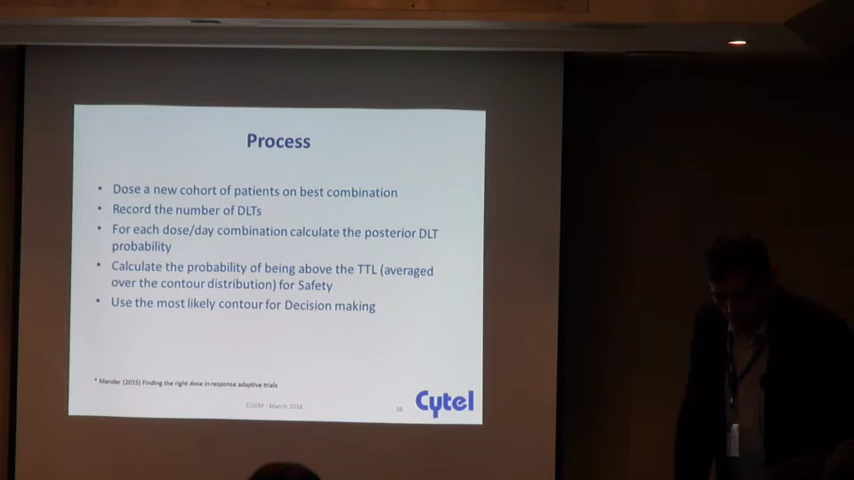 Process
• Dose a new cohort of patients on best combination
• Record the number of DLTs
• For each dose/day combination calculate the posterior DLT
probability
• Calculate the probability of being above the TTL (averaged
over the contour distribution) for Safety
• Use the most likely contour for Decision making
* Mander (2015) Finding the right dose in response adaptive trials
- March 2016
38
Cytel